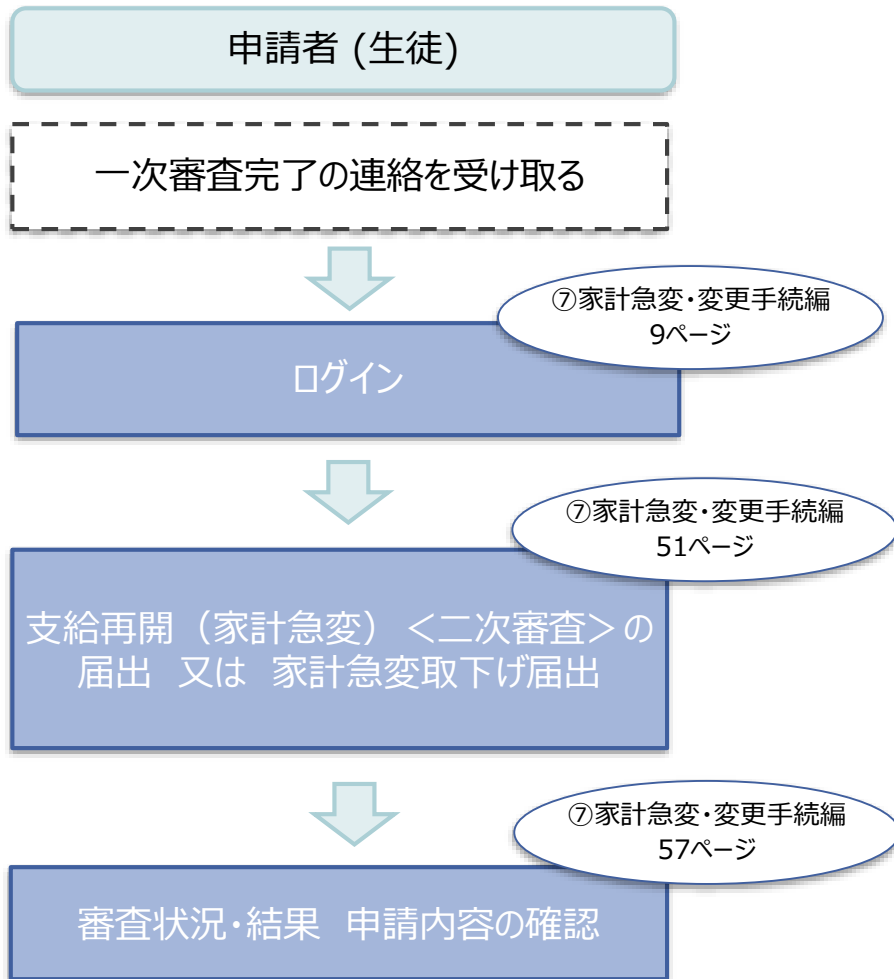 申請者 (生徒)
一次審査完了の連絡を受け取る
⑦家計急変・変更手続編
9ページ
ログイン
⑦家計急変・変更手続編
51ページ
支給再開（家計急変）＜二次審査＞の
届出　又は　家計急変取下げ届出
⑦家計急変・変更手続編
57ページ
審査状況・結果　申請内容の確認